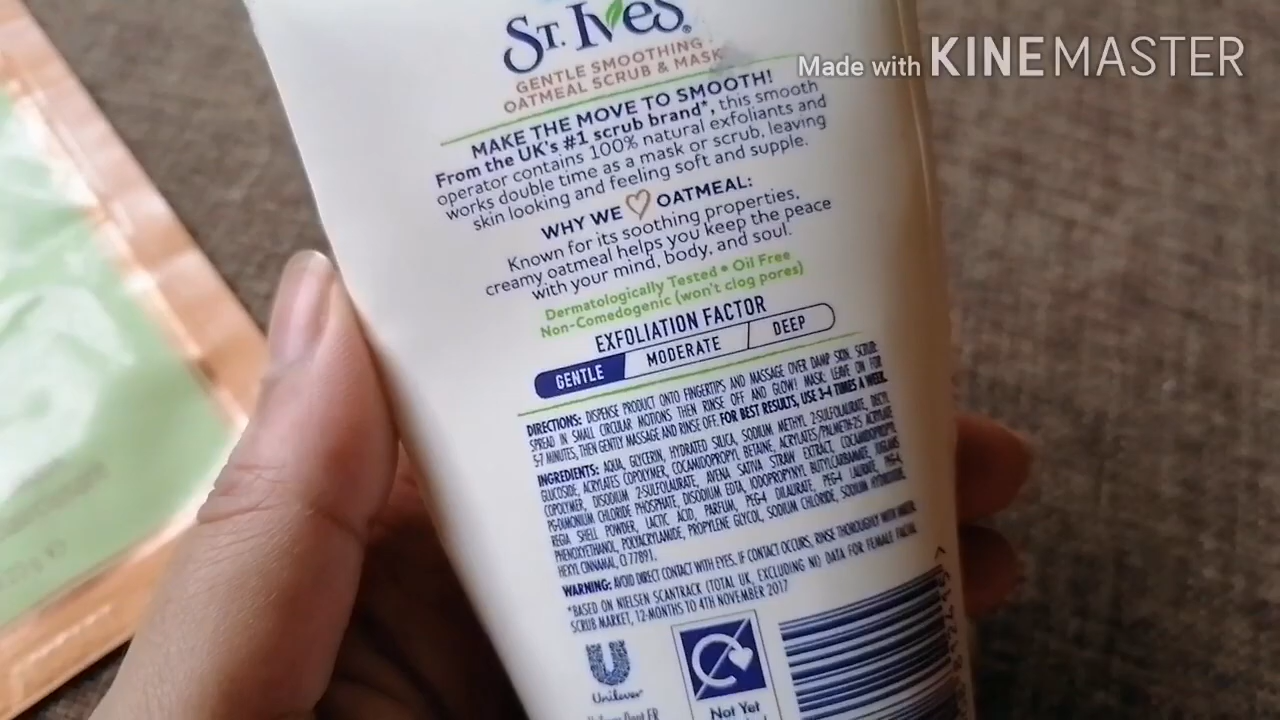 ST. IVES®
Made with KINEMASTER
GENTLE SMOOTHING
OATMEAL SCRUB & MASK
MAKE THE MOVE TO SMOOTH!
From the UK's #1 scrub brand*, this smooth
operator contains 100% natural exfoliants and
works double time as a mask or scrub, leaving
skin looking and feeling soft and supple.
WHY WE OATMEAL:
Known for its soothing properties,
creamy oatmeal helps you keep the peace
with your mind, body, and soul.
Dermatologically Tested • Oil Free
Non-Comedogenic (won't clog pores)
EXFOLIATION FACTOR
GENTLE MODERATE DEEP
DIRECTIONS: DISPENSE PRODUCT ONTO FINGERTIPS AND MASSAGE OVER DAMP SKIN. SCRUB:
SPREAD IN SMALL CIRCULAR MOTIONS THEN RINSE OFF AND GLOW! MASK: LEAVE ON FOR
5-7 MINUTES, THEN GENTLY MASSAGE AND RINSE OFF. FOR BEST RESULTS, USE 3-4 TIMES A WEEK.
INGREDIENTS: AQUA, GLYCERIN, HYDRATED SILICA, SODIUM METHYL 2-SULFOLAURATE, DECYL
GLUCOSIDE, ACRYLATES COPOLYMER, COCAMIDOPROPYL BETAINE, ACRYLATES/PALMETH-25 ACRYLATE
COPOLYMER, DISODIUM 2-SULFOLAURATE, AVENA SATIVA STRAW EXTRACT, COCAMIDOPROPYL
PG-DIMONIUM CHLORIDE PHOSPHATE, DISODIUM EDTA, IODOPROPYNYL BUTYLCARBAMATE, JUGLANS
REGIA SHELL POWDER, LACTIC ACID, PARFUM, PEG-4 DILAURATE, PEG-4 LAURATE, PEG-4,
PHENOXYETHANOL, POLYACRYLAMIDE, PROPYLENE GLYCOL, SODIUM CHLORIDE, SODIUM HYDROXIDE,
HEXYL CINNAMAL, CI 77891.
WARNING: AVOID DIRECT CONTACT WITH EYES. IF CONTACT OCCURS, RINSE THOROUGHLY WITH WATER
*BASED ON NIELSEN SCANTRACK (TOTAL UK, EXCLUDING NI) DATA FOR FEMALE FACIAL
SCRUB MARKET, 12-MONTHS TO 4TH NOVEMBER 2017
Unilever
Not Yet